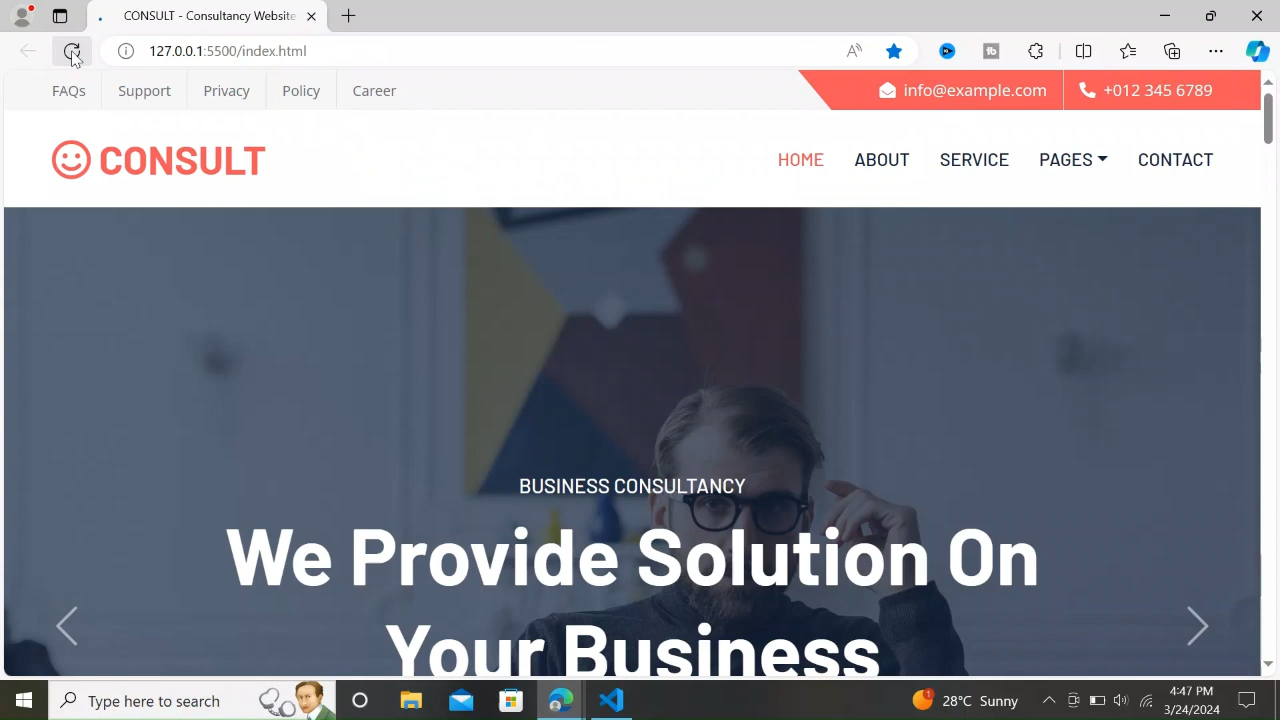 CONSULT - Consultancy Website
127.0.0.1:5500/index.html
FAQs Support Privacy Policy Career
info@example.com +012 345 6789
CONSULT
HOME ABOUT SERVICE PAGES CONTACT
BUSINESS CONSULTANCY
We Provide Solution On
Your Business
Type here to search
1
28°C Sunny
4:47 PM
3/24/2024